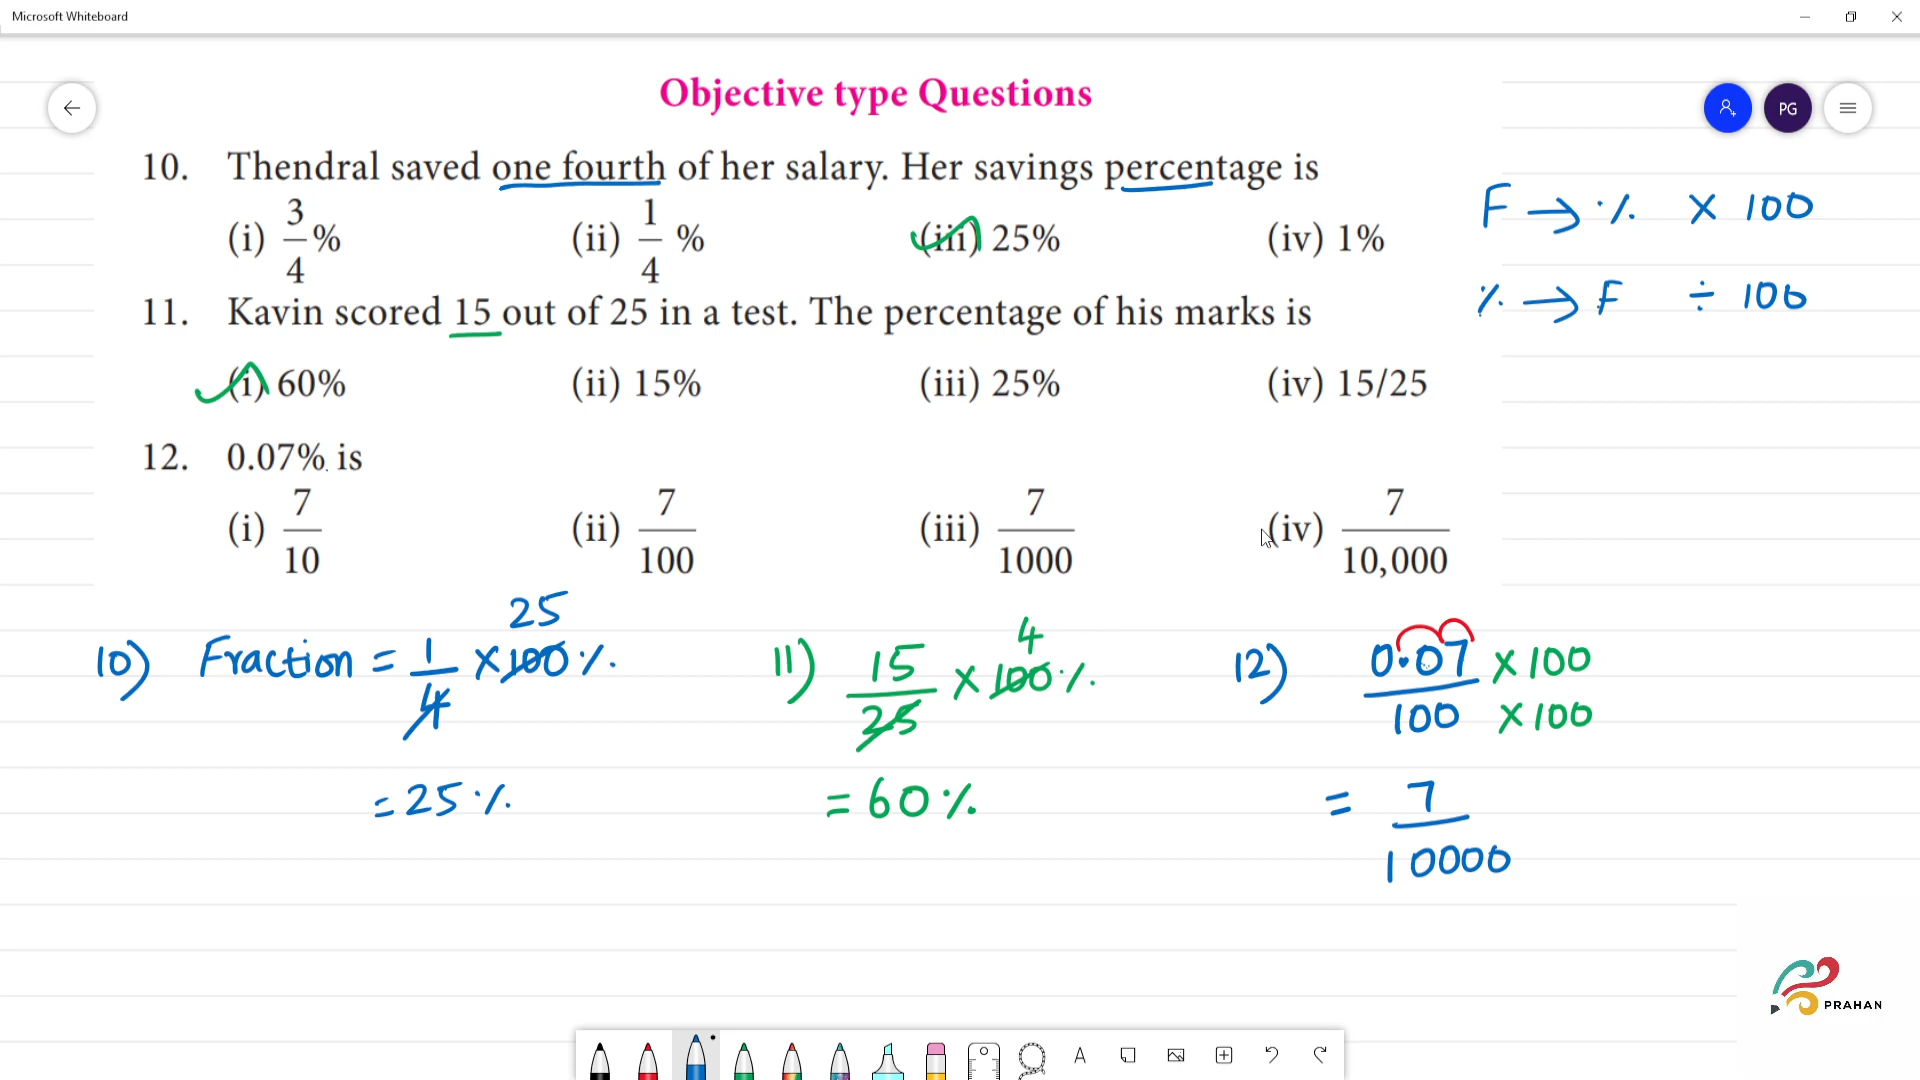 Microsoft Whiteboard
Objective type Questions
PG
10. Thendral saved one fourth of her salary. Her savings percentage is
(i) 3/4% (ii) 1/4 % (iii) 25% (iv) 1%
F → % × 100
% → F ÷ 100
11. Kavin scored 15 out of 25 in a test. The percentage of his marks is
(i) 60% (ii) 15% (iii) 25% (iv) 15/25
12. 0.07% is
(i) 7/10 (ii) 7/100 (iii) 7/1000 (iv) 7/10,000
10) Fraction = 1/4 × 100 % 25
= 25 %
11) 15/25 × 100 % 4
= 60 %
12) 0.07 × 100
100 × 100
= 7/10000
PRAHAN
A